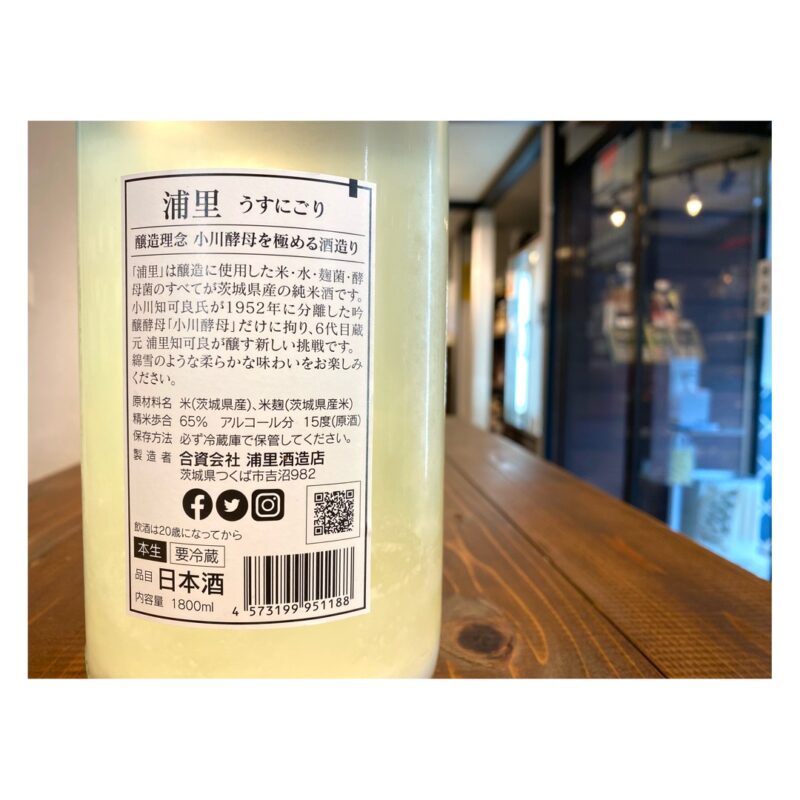 浦里 うすにごり
醸造理念 小川酵母を極める酒造り
「浦里」は醸造に使用した米・水・麹菌・酵
母菌のすべてが茨城県産の純米酒です。
小川知可良氏が1952年に分離した吟
醸酵母「小川酵母」だけに拘り、6代目蔵
元 浦里知可良が醸す新しい挑戦です。
綿雪のような柔らかな味わいをお楽しみ
ください。
原材料名 米(茨城県産)、米麹(茨城県産米)
精米歩合 65% アルコール分 15度(原酒)
保存方法 必ず冷蔵庫で保管してください。
製造者 合資会社 浦里酒造店
茨城県つくば市吉沼982
飲酒は20歳になってから
本生 要冷蔵
品目 日本酒
内容量 1800ml
4 573199 951188